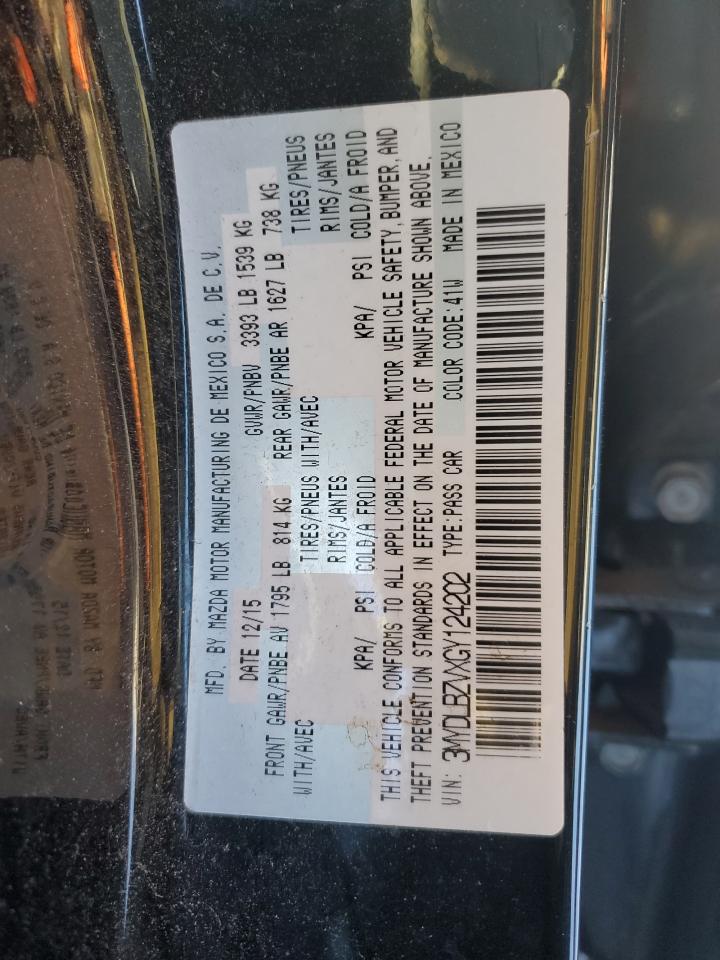 MFD. BY MAZDA MOTOR MANUFACTURING DE MEXICO S.A. DE C.V.
DATE 12/15 GVWR/PNBV 3393 LB 1539 KG
FRONT GAWR/PNBE AV 1795 LB 814 KG REAR GAWR/PNBE AR 1627 LB 738 KG
WITH/AVEC TIRES/PNEUS WITH/AVEC TIRES/PNEUS
RIMS/JANTES RIMS/JANTES
KPA/ PSI COLD/A FROID KPA/ PSI COLD/A FROID
THIS VEHICLE CONFORMS TO ALL APPLICABLE FEDERAL MOTOR VEHICLE SAFETY, BUMPER, AND
THEFT PREVENTION STANDARDS IN EFFECT ON THE DATE OF MANUFACTURE SHOWN ABOVE.
VIN: 3MYDLBZVXGY124202 TYPE:PASS CAR COLOR CODE:41W MADE IN MEXICO